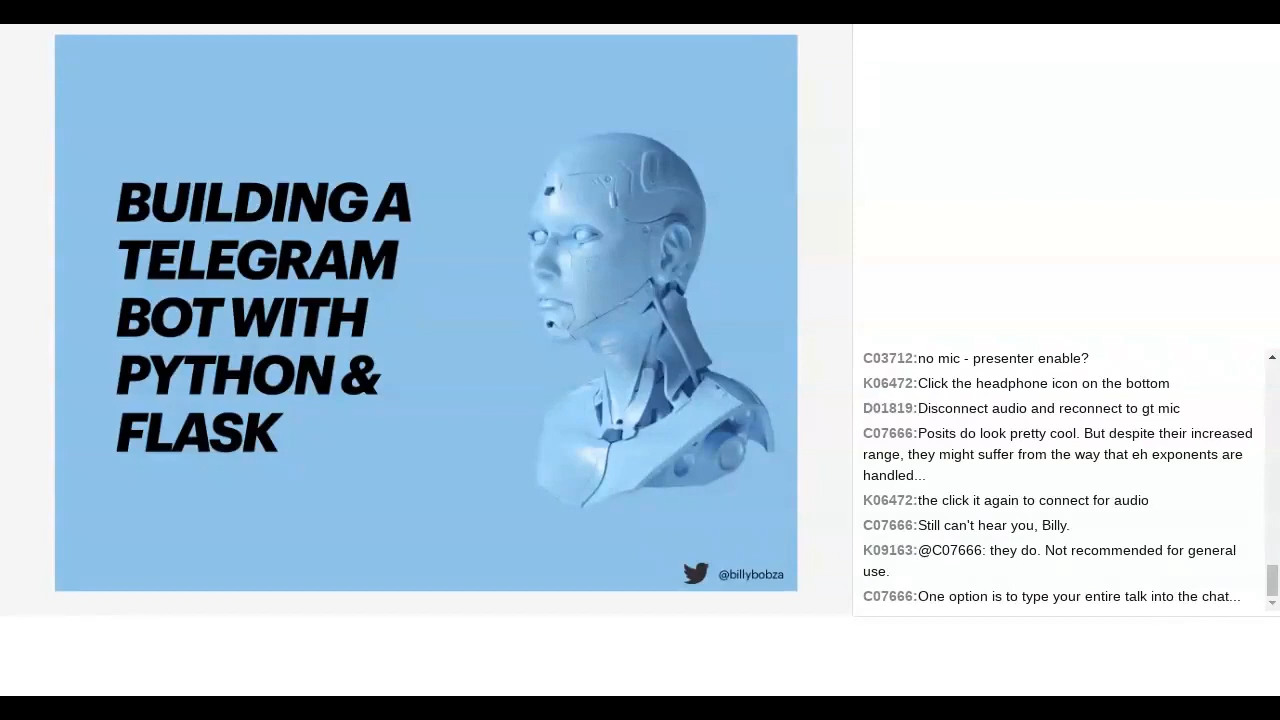 BUILDING A
TELEGRAM
BOT WITH
PYTHON &
FLASK
@billybobza
C03712:no mic - presenter enable?
K06472:Click the headphone icon on the bottom
D01819:Disconnect audio and reconnect to gt mic
C07666:Posits do look pretty cool. But despite their increased
range, they might suffer from the way that eh exponents are
handled...
K06472:the click it again to connect for audio
C07666:Still can't hear you, Billy.
K09163:@C07666: they do. Not recommended for general
use.
C07666:One option is to type your entire talk into the chat...